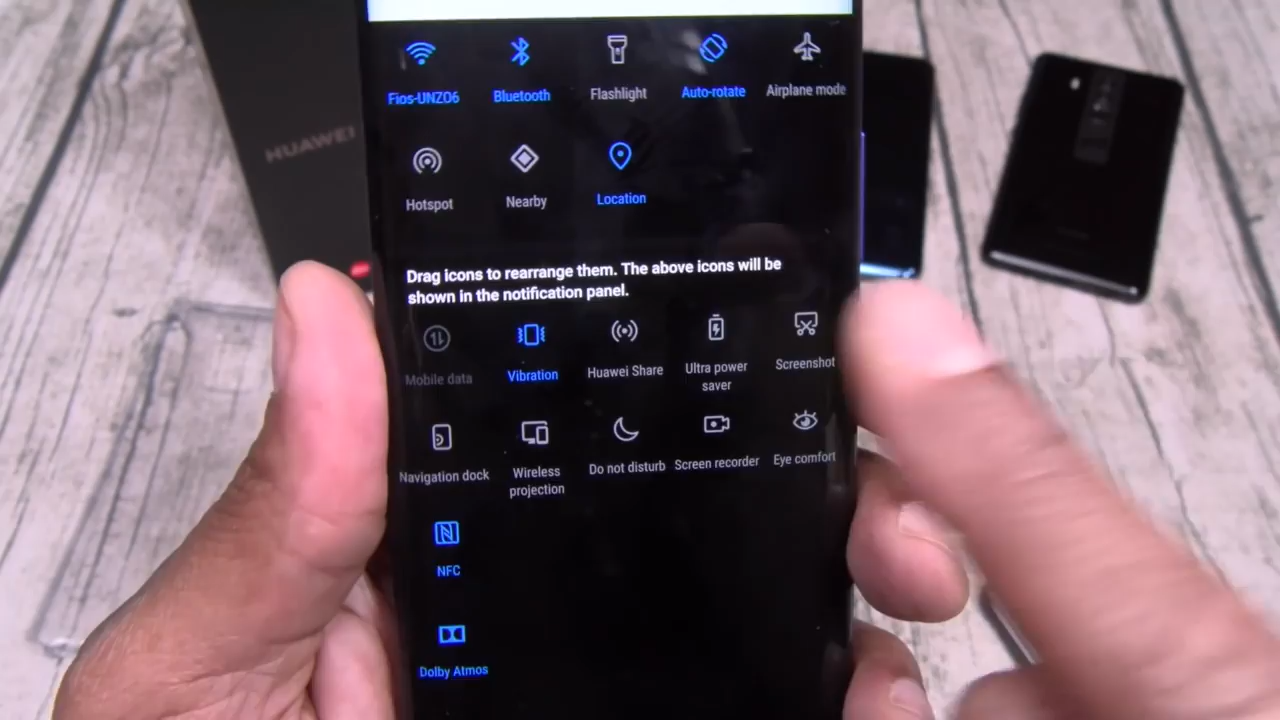 Fios-UNZ06 Bluetooth Flashlight Auto-rotate Airplane mode
HUAWEI
Hotspot Nearby Location
Drag icons to rearrange them. The above icons will be
shown in the notification panel.
Mobile data Vibration Huawei Share Ultra power Screenshot
saver
Navigation dock Wireless Do not disturb Screen recorder Eye comfort
projection
NFC
Dolby Atmos